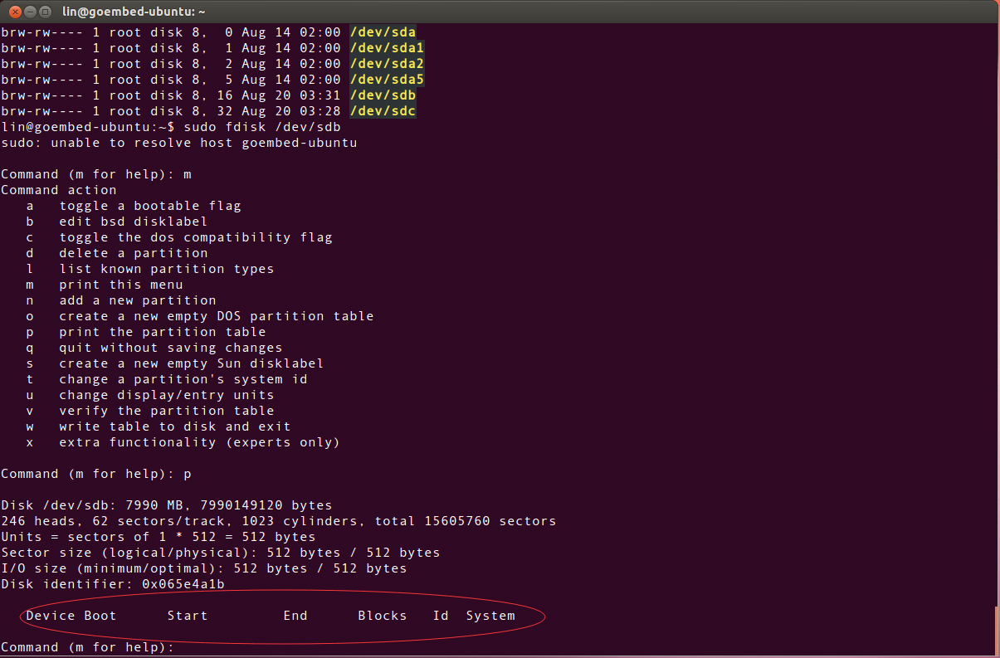 lin@goembed-ubuntu: ~
brw-rw---- 1 root disk 8,  0 Aug 14 02:00 /dev/sda
brw-rw---- 1 root disk 8,  1 Aug 14 02:00 /dev/sda1
brw-rw---- 1 root disk 8,  2 Aug 14 02:00 /dev/sda2
brw-rw---- 1 root disk 8,  5 Aug 14 02:00 /dev/sda5
brw-rw---- 1 root disk 8, 16 Aug 20 03:31 /dev/sdb
brw-rw---- 1 root disk 8, 32 Aug 20 03:28 /dev/sdc
lin@goembed-ubuntu:~$ sudo fdisk /dev/sdb
sudo: unable to resolve host goembed-ubuntu

Command (m for help): m
Command action
   a   toggle a bootable flag
   b   edit bsd disklabel
   c   toggle the dos compatibility flag
   d   delete a partition
   l   list known partition types
   m   print this menu
   n   add a new partition
   o   create a new empty DOS partition table
   p   print the partition table
   q   quit without saving changes
   s   create a new empty Sun disklabel
   t   change a partition's system id
   u   change display/entry units
   v   verify the partition table
   w   write table to disk and exit
   x   extra functionality (experts only)

Command (m for help): p

Disk /dev/sdb: 7990 MB, 7990149120 bytes
246 heads, 62 sectors/track, 1023 cylinders, total 15605760 sectors
Units = sectors of 1 * 512 = 512 bytes
Sector size (logical/physical): 512 bytes / 512 bytes
I/O size (minimum/optimal): 512 bytes / 512 bytes
Disk identifier: 0x065e4a1b

   Device Boot      Start         End      Blocks   Id  System

Command (m for help):